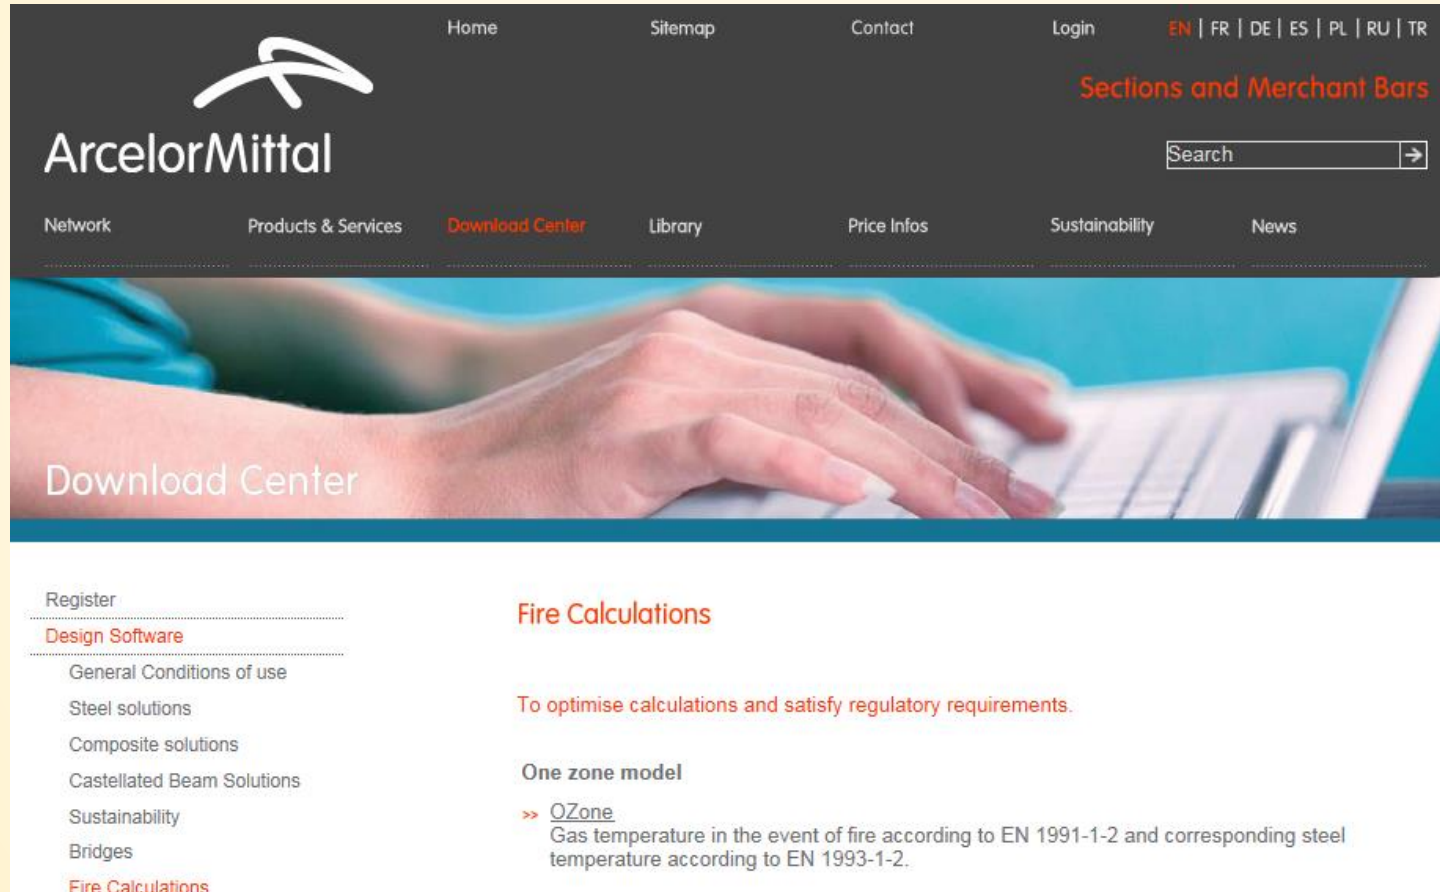 Home Sitemap Contact Login EN | FR | DE | ES | PL | RU | TR
Sections and Merchant Bars
ArcelorMittal
Search
Network Products & Services Download Center Library Price Infos Sustainability News
Download Center
Register
Design Software
General Conditions of use
Steel solutions
Composite solutions
Castellated Beam Solutions
Sustainability
Bridges
Fire Calculations
Fire Calculations
To optimise calculations and satisfy regulatory requirements.
One zone model
>> OZone
Gas temperature in the event of fire according to EN 1991-1-2 and corresponding steel
temperature according to EN 1993-1-2.